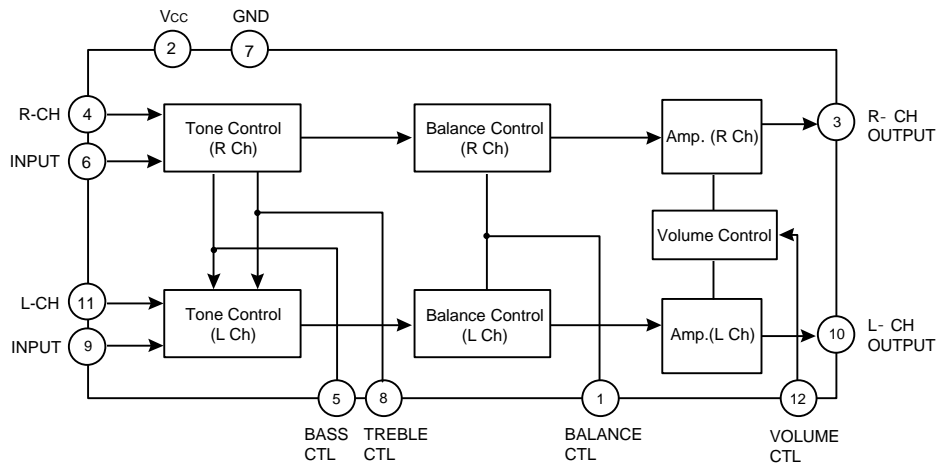 VCC GND
2 7
R-CH 4
Tone Control
(R Ch)
Balance Control
(R Ch)
Amp. (R Ch)
3 R- CH
OUTPUT
INPUT 6
Volume Control
L-CH 11
Tone Control
(L Ch)
Balance Control
(L Ch)
Amp.(L Ch)
10 L- CH
OUTPUT
INPUT 9
5 8 1 12
BASS
CTL
TREBLE
CTL
BALANCE
CTL
VOLUME
CTL